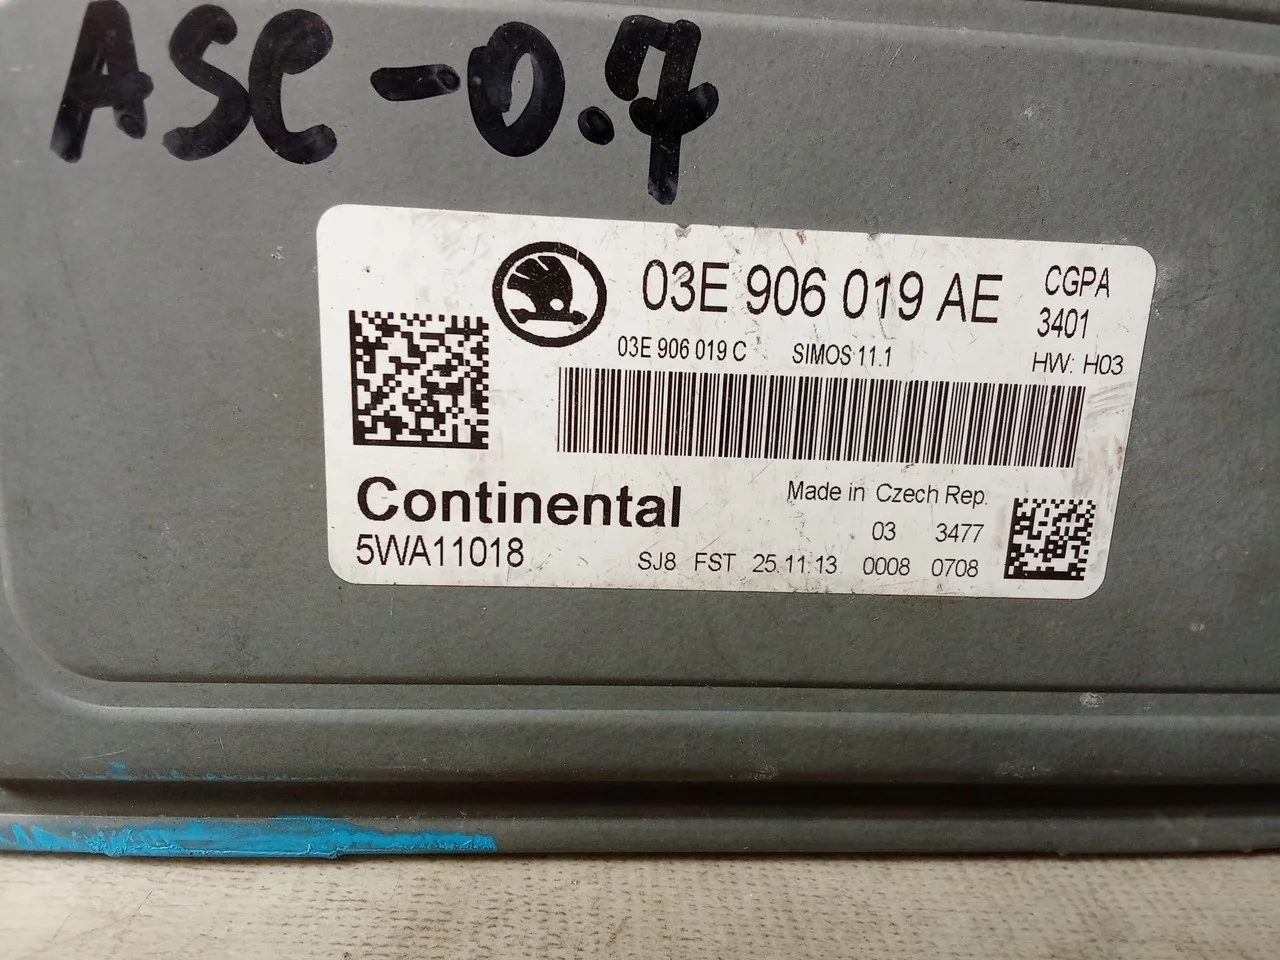 ASC-0.7
03E 906 019 AE
CGPA
3401
03E 906 019 C SIMOS 11.1
HW: H03
Continental
5WA11018
Made in Czech Rep.
03 3477
SJ8 FST 25.11.13 0008 0708